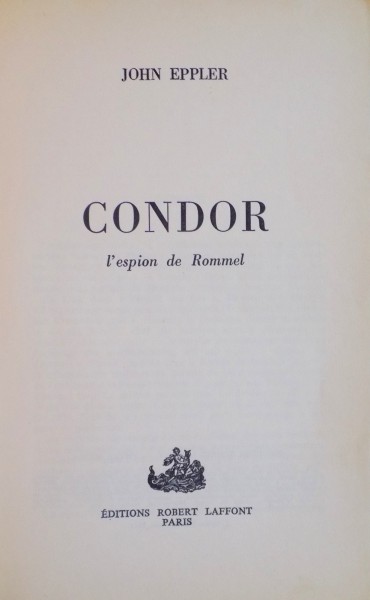 JOHN EPPLER
CONDOR
l'espion de Rommel
ÉDITIONS ROBERT LAFFONT
PARIS